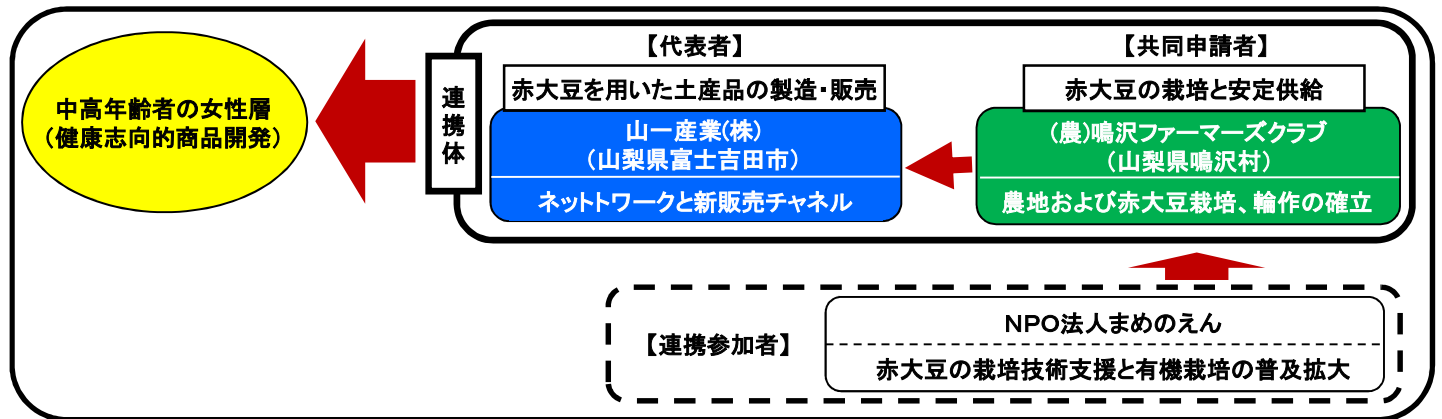 中高年齢者の女性層
(健康志向的商品開発)
連携体
【代表者】
赤大豆を用いた土産品の製造・販売
山一産業(株)
(山梨県富士吉田市)
ネットトワークと新販売チャネル
【共同申請者】
赤大豆の栽培と安定供給
(農)鳴沢ファーマーズクラブ
(山梨県鳴沢村)
農地および赤大豆栽培、輪作の確立
【連携参加者】
NPO法人まめのえん
赤大豆の栽培技術支援と有機栽培の普及拡大